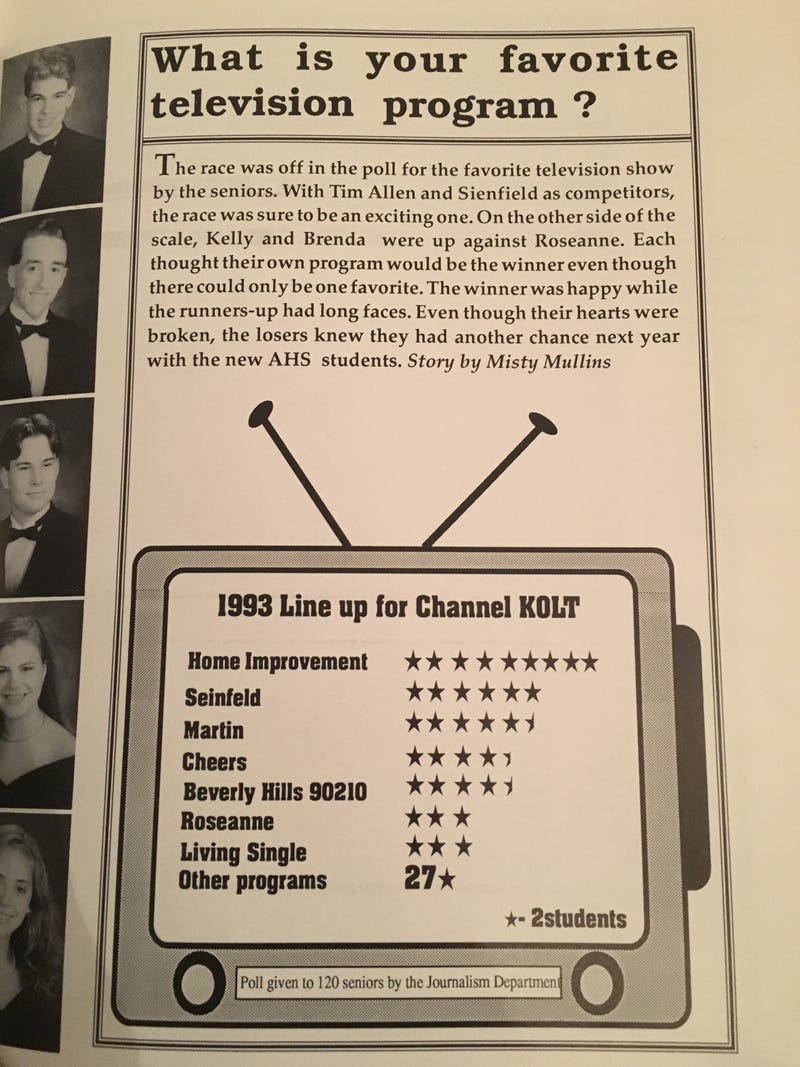 What is your favorite
television program ?
The race was off in the poll for the favorite television show
by the seniors. With Tim Allen and Sienfield as competitors,
the race was sure to be an exciting one. On the other side of the
scale, Kelly and Brenda were up against Roseanne. Each
thought their own program would be the winner even though
there could only be one favorite. The winner was happy while
the runners-up had long faces. Even though their hearts were
broken, the losers knew they had another chance next year
with the new AHS students. Story by Misty Mullins
1993 Line up for Channel KOLT
Home Improvement ★★★★★★★★★
Seinfeld ★★★★★★
Martin ★★★★★⯨
Cheers ★★★★⯨
Beverly Hills 90210 ★★★★⯨
Roseanne ★★★
Living Single ★★★
Other programs 27★
★- 2students
Poll given to 120 seniors by the Journalism Department